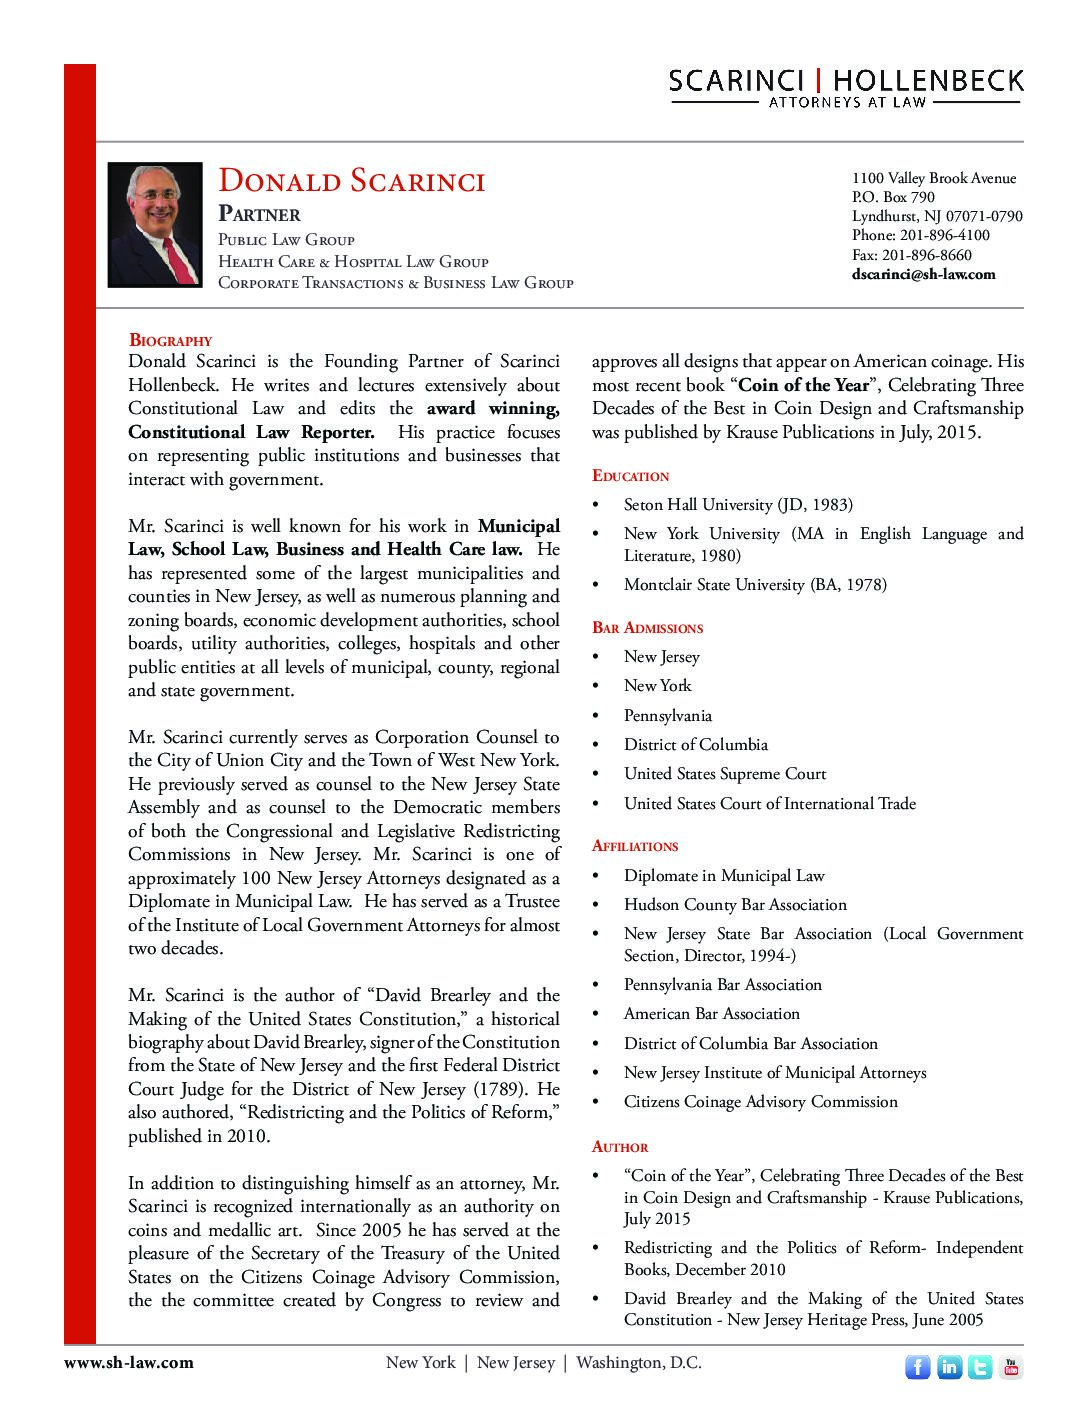 SCARINCI | HOLLENBECK
ATTORNEYS AT LAW
Donald Scarinci
Partner
Public Law Group
Health Care & Hospital Law Group
Corporate Transactions & Business Law Group
1100 Valley Brook Avenue
P.O. Box 790
Lyndhurst, NJ 07071-0790
Phone: 201-896-4100
Fax: 201-896-8660
dscarinci@sh-law.com
Biography
Donald Scarinci is the Founding Partner of Scarinci
Hollenbeck. He writes and lectures extensively about
Constitutional Law and edits the award winning,
Constitutional Law Reporter. His practice focuses
on representing public institutions and businesses that
interact with government.
Mr. Scarinci is well known for his work in Municipal
Law, School Law, Business and Health Care law. He
has represented some of the largest municipalities and
counties in New Jersey, as well as numerous planning and
zoning boards, economic development authorities, school
boards, utility authorities, colleges, hospitals and other
public entities at all levels of municipal, county, regional
and state government.
Mr. Scarinci currently serves as Corporation Counsel to
the City of Union City and the Town of West New York.
He previously served as counsel to the New Jersey State
Assembly and as counsel to the Democratic members
of both the Congressional and Legislative Redistricting
Commissions in New Jersey. Mr. Scarinci is one of
approximately 100 New Jersey Attorneys designated as a
Diplomate in Municipal Law. He has served as a Trustee
of the Institute of Local Government Attorneys for almost
two decades.
Mr. Scarinci is the author of “David Brearley and the
Making of the United States Constitution,” a historical
biography about David Brearley, signer of the Constitution
from the State of New Jersey and the first Federal District
Court Judge for the District of New Jersey (1789). He
also authored, “Redistricting and the Politics of Reform,”
published in 2010.
In addition to distinguishing himself as an attorney, Mr.
Scarinci is recognized internationally as an authority on
coins and medallic art. Since 2005 he has served at the
pleasure of the Secretary of the Treasury of the United
States on the Citizens Coinage Advisory Commission,
the the committee created by Congress to review and
approves all designs that appear on American coinage. His
most recent book “Coin of the Year”, Celebrating Three
Decades of the Best in Coin Design and Craftsmanship
was published by Krause Publications in July, 2015.
Education
• Seton Hall University (JD, 1983)
• New York University (MA in English Language and
Literature, 1980)
• Montclair State University (BA, 1978)
Bar Admissions
• New Jersey
• New York
• Pennsylvania
• District of Columbia
• United States Supreme Court
• United States Court of International Trade
Affiliations
• Diplomate in Municipal Law
• Hudson County Bar Association
• New Jersey State Bar Association (Local Government
Section, Director, 1994-)
• Pennsylvania Bar Association
• American Bar Association
• District of Columbia Bar Association
• New Jersey Institute of Municipal Attorneys
• Citizens Coinage Advisory Commission
Author
• “Coin of the Year”, Celebrating Three Decades of the Best
in Coin Design and Craftsmanship - Krause Publications,
July 2015
• Redistricting and the Politics of Reform- Independent
Books, December 2010
• David Brearley and the Making of the United States
Constitution - New Jersey Heritage Press, June 2005
www.sh-law.com
New York | New Jersey | Washington, D.C.
f in t You Tube